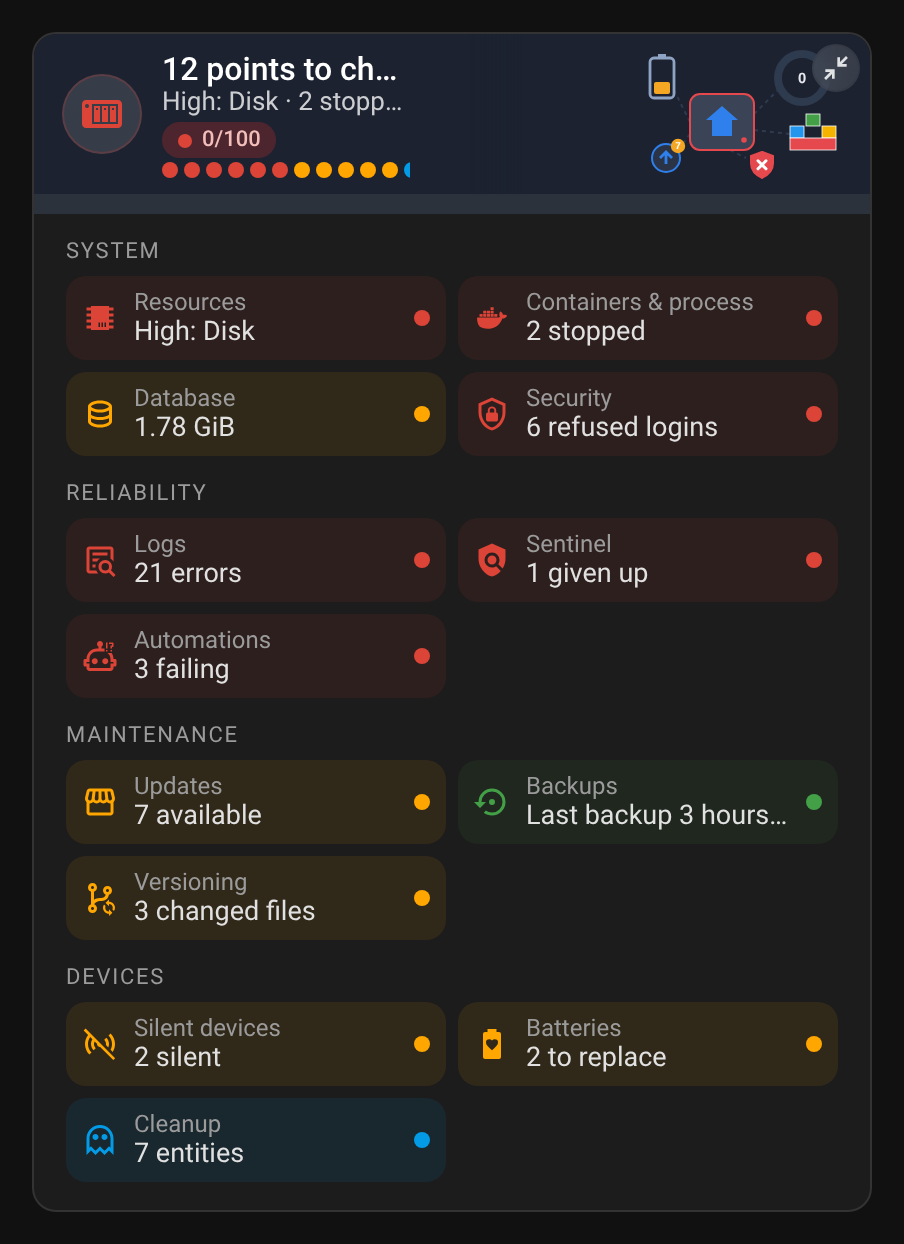 12 points to ch…
High: Disk · 2 stopp…
0/100
0
7
SYSTEM
Resources
High: Disk
Containers & process
2 stopped
Database
1.78 GiB
Security
6 refused logins
RELIABILITY
Logs
21 errors
Sentinel
1 given up
Automations
3 failing
MAINTENANCE
Updates
7 available
Backups
Last backup 3 hours…
Versioning
3 changed files
DEVICES
Silent devices
2 silent
Batteries
2 to replace
Cleanup
7 entities